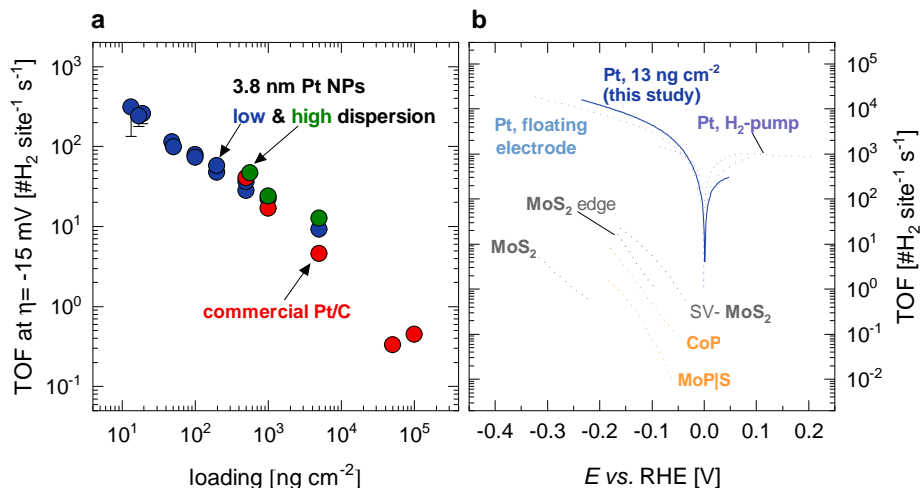 a
TOF at η= -15 mV [#H₂ site⁻¹ s⁻¹]
10³
10²
10¹
10⁰
10⁻¹
3.8 nm Pt NPs
low & high dispersion
commercial Pt/C
10¹ 10² 10³ 10⁴ 10⁵
loading [ng cm⁻²]
b
Pt, 13 ng cm⁻²
(this study)
Pt, floating
electrode
Pt, H₂-pump
MoS₂ edge
MoS₂
SV- MoS₂
CoP
MoP|S
10⁵
10⁴
10³
10²
10¹
10⁰
10⁻¹
10⁻²
TOF [#H₂ site⁻¹ s⁻¹]
-0.4 -0.3 -0.2 -0.1 0.0 0.1 0.2
E vs. RHE [V]